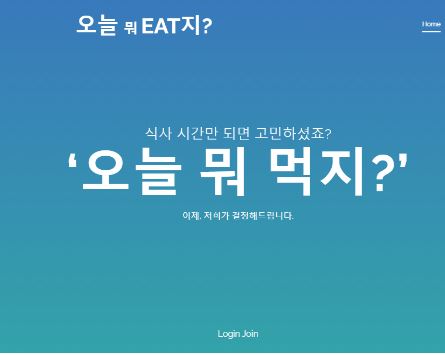 오늘 뭐 EAT지?
Home
식사 시간만 되면 고민하셨죠?
‘오늘 뭐 먹지?’
이제, 저희가 결정해드립니다.
Login Join